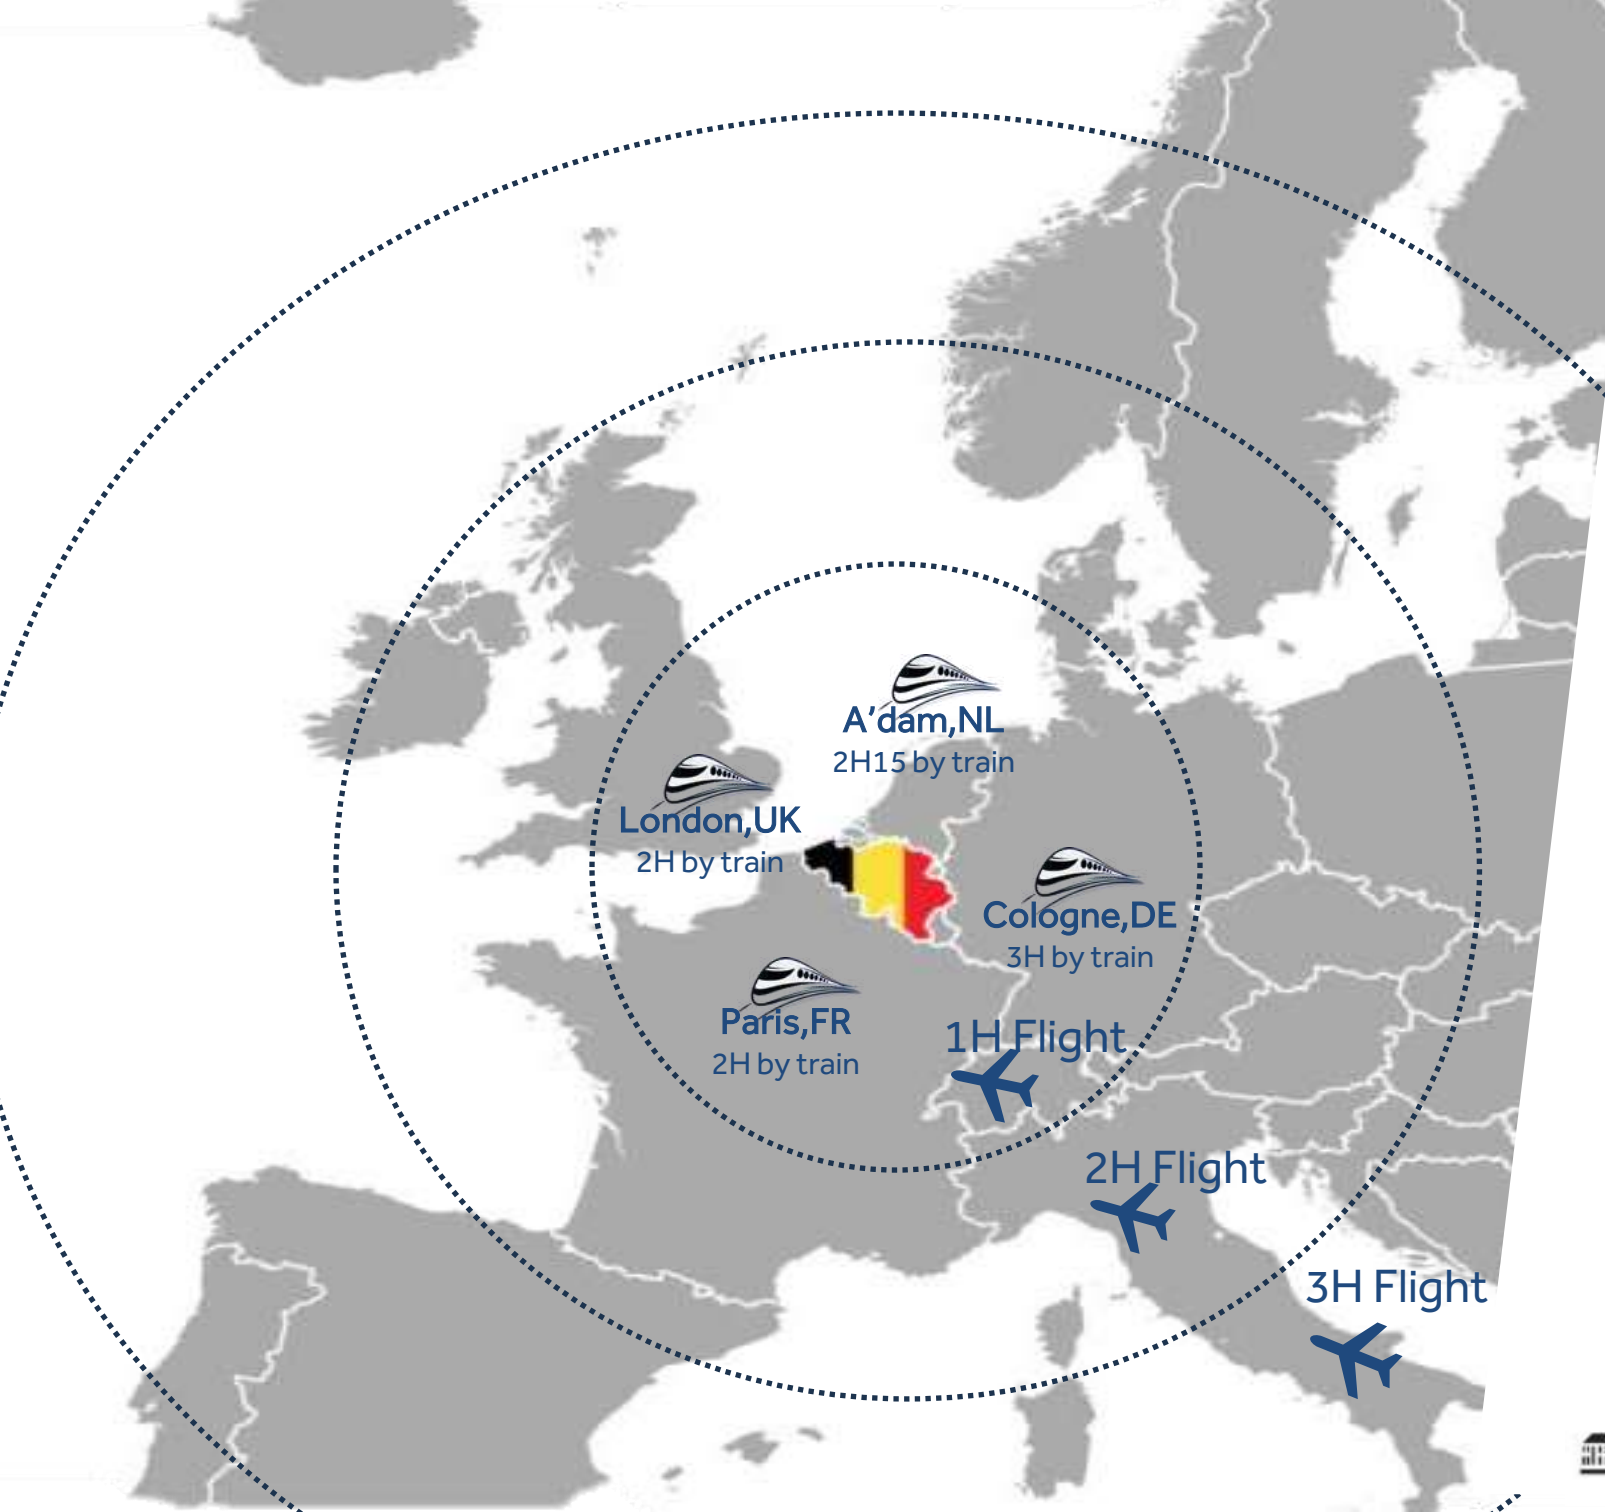 A'dam,NL
2H15 by train
London,UK
2H by train
Cologne,DE
3H by train
Paris,FR
2H by train
1H Flight
2H Flight
3H Flight